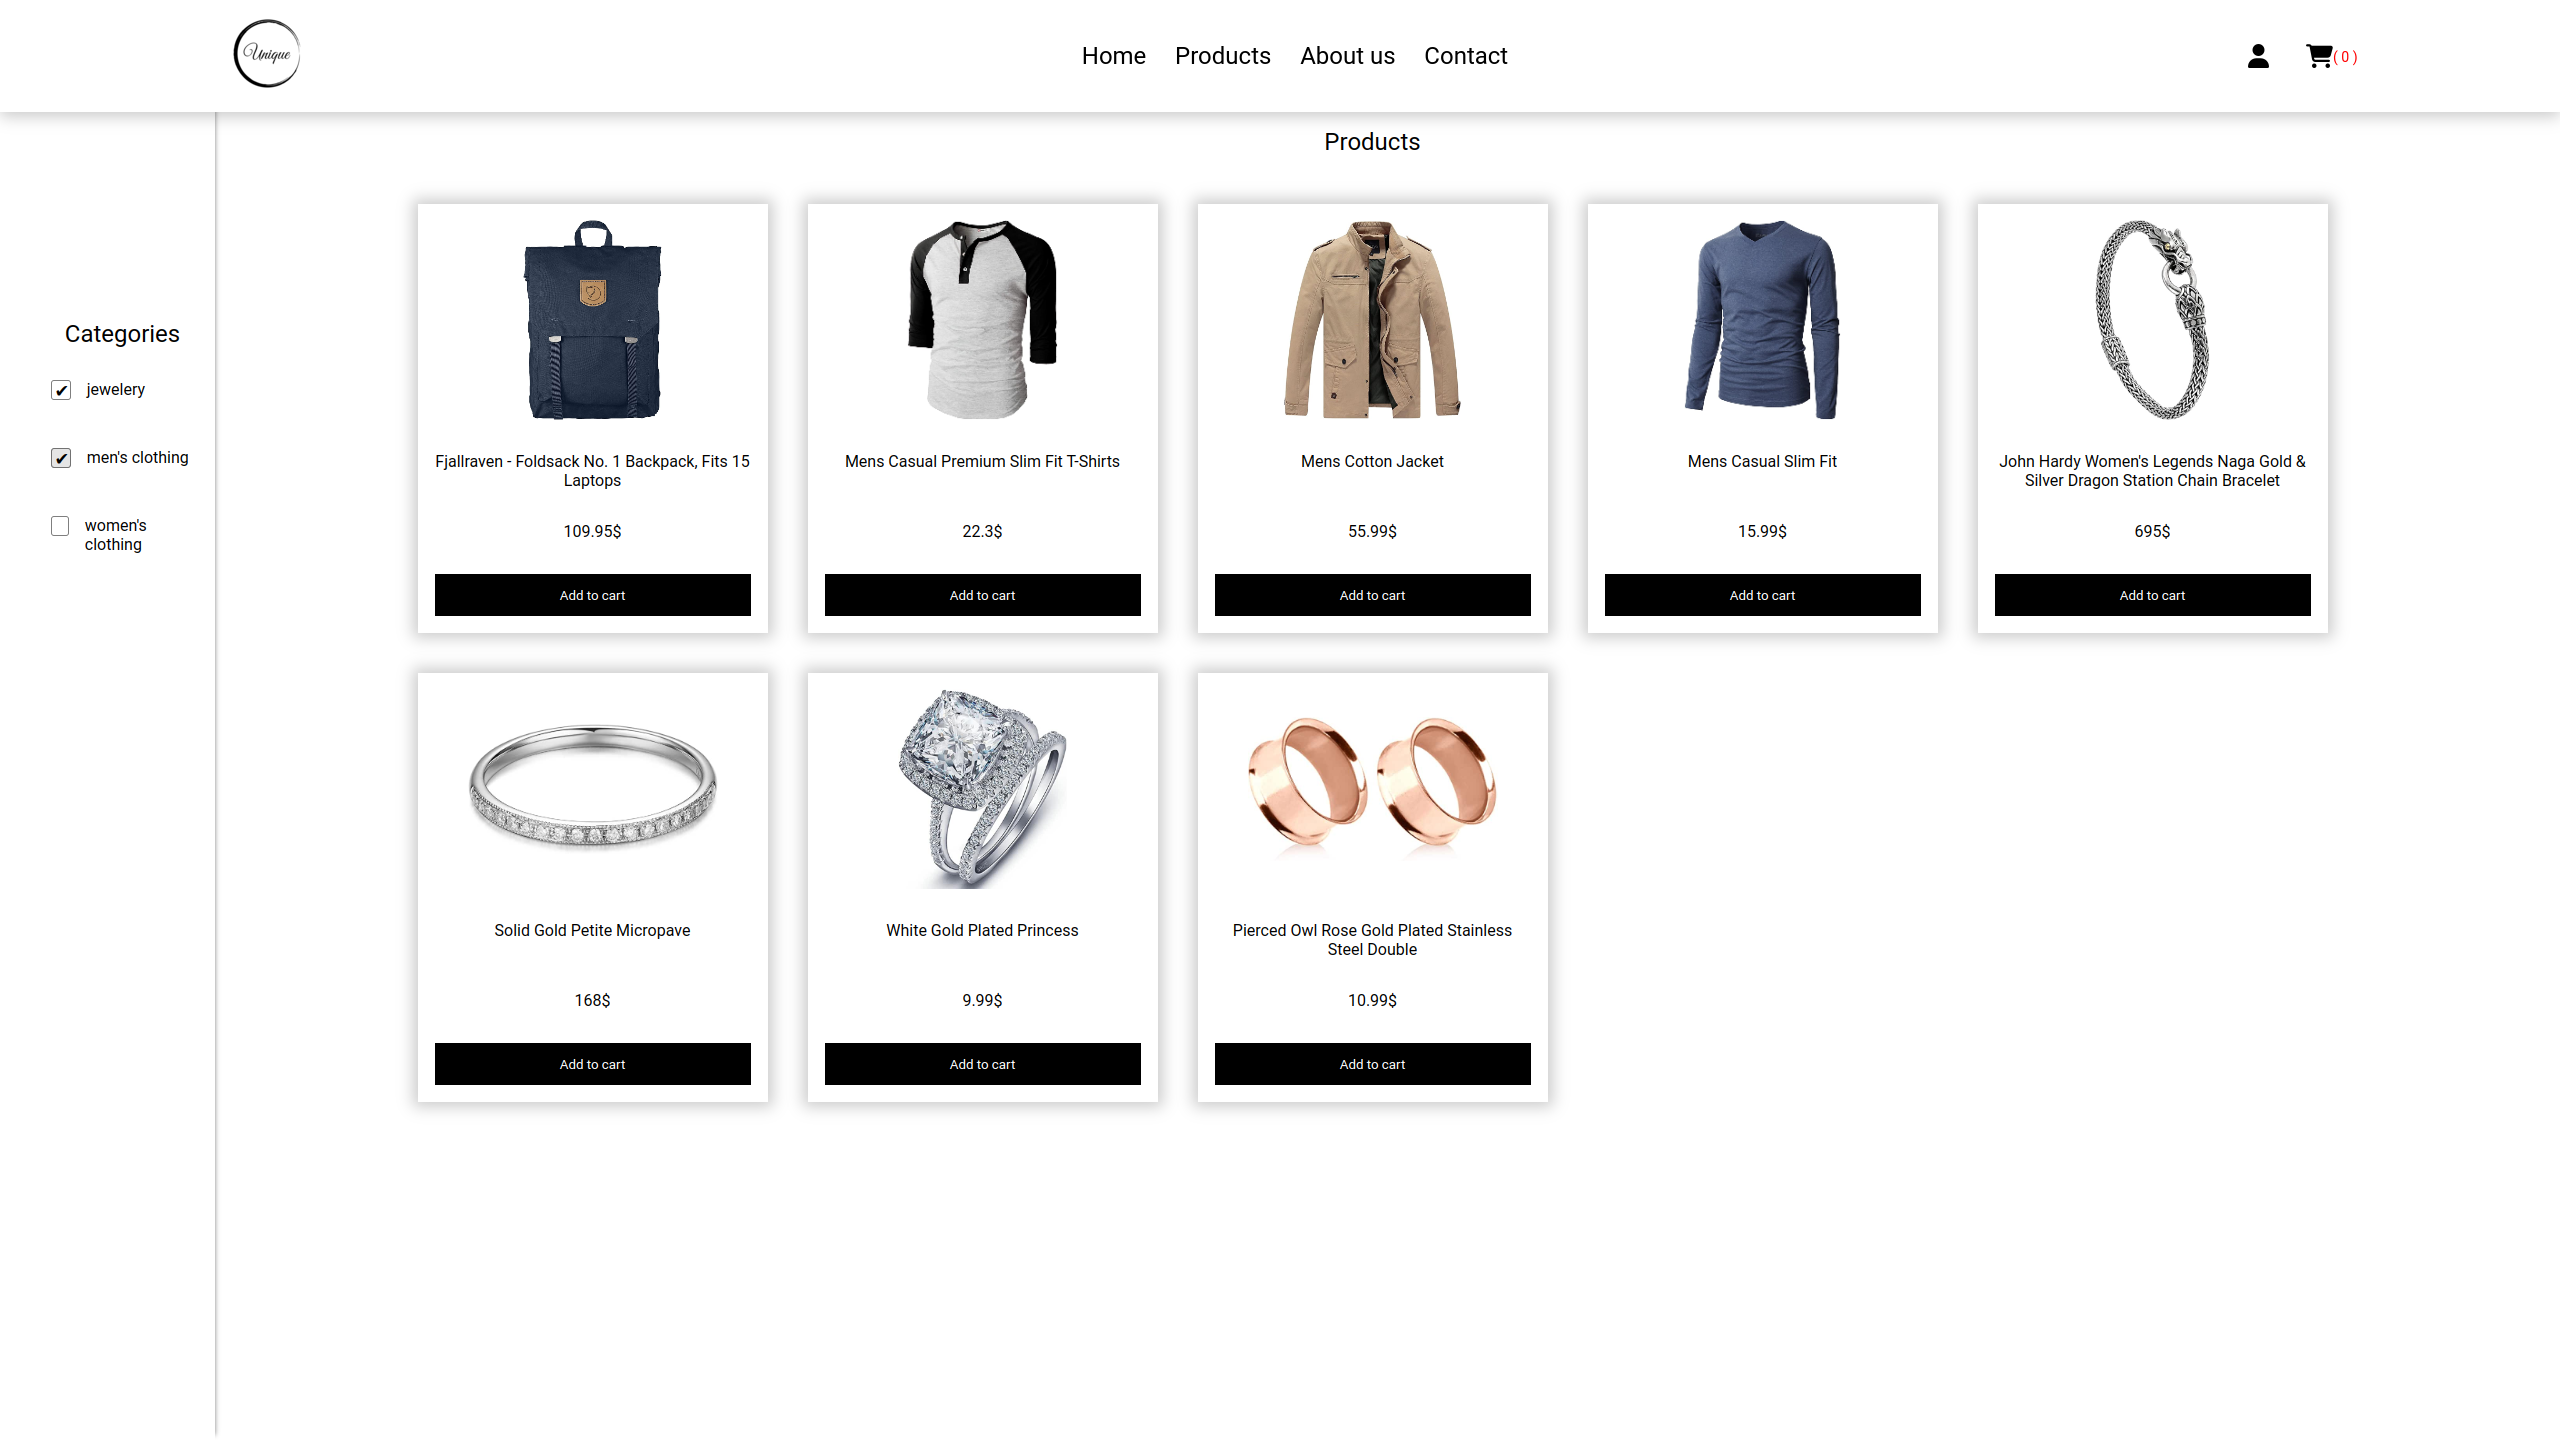 Unique
Home Products About us Contact
( 0 )
Products
Categories
jewelery
men's clothing
women's
clothing
Fjallraven - Foldsack No. 1 Backpack, Fits 15
Laptops
109.95$
Add to cart
Mens Casual Premium Slim Fit T-Shirts
22.3$
Add to cart
Mens Cotton Jacket
55.99$
Add to cart
Mens Casual Slim Fit
15.99$
Add to cart
John Hardy Women's Legends Naga Gold &
Silver Dragon Station Chain Bracelet
695$
Add to cart
Solid Gold Petite Micropave
168$
Add to cart
White Gold Plated Princess
9.99$
Add to cart
Pierced Owl Rose Gold Plated Stainless
Steel Double
10.99$
Add to cart